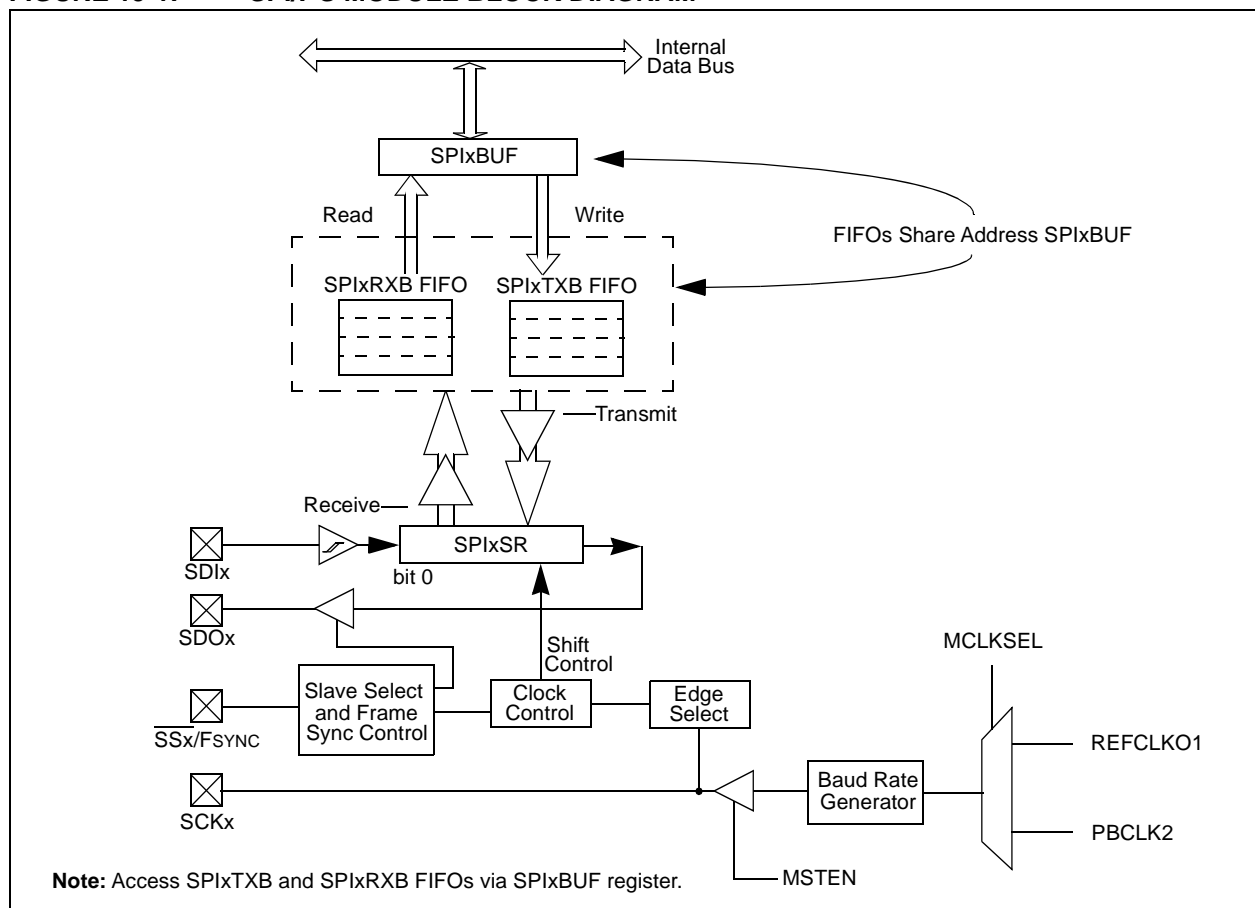 Internal
Data Bus
SPIxBUF
Read
Write
FIFOs Share Address SPIxBUF
SPIxRXB FIFO
SPIxTXB FIFO
Transmit
Receive
SPIxSR
SDIx
bit 0
SDOx
Shift
Control
MCLKSEL
Slave Select
and Frame
Sync Control
Clock
Control
Edge
Select
SSx/FSYNC
REFCLKO1
Baud Rate
Generator
SCKx
PBCLK2
MSTEN
Note: Access SPIxTXB and SPIxRXB FIFOs via SPIxBUF register.